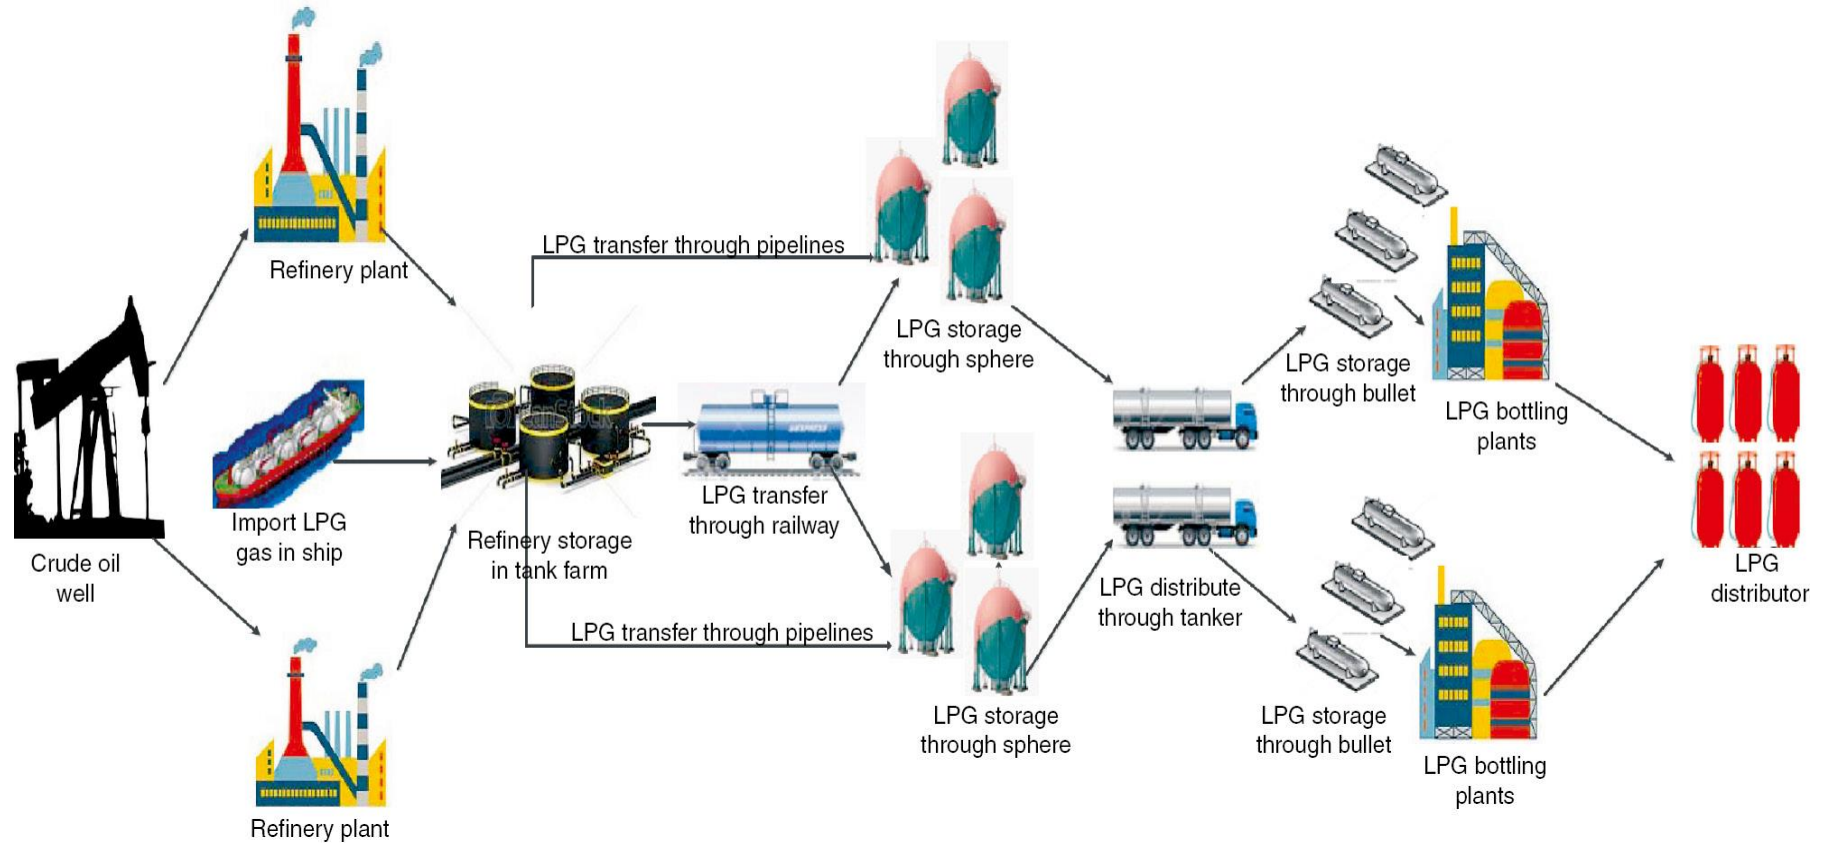 Refinery plant
LPG transfer through pipelines
LPG storage
through sphere
LPG storage
through bullet
LPG bottling
plants
Crude oil
well
Import LPG
gas in ship
Refinery storage
in tank farm
LPG transfer
through railway
LPG distribute
through tanker
LPG
distributor
LPG transfer through pipelines
LPG storage
through sphere
LPG storage
through bullet
LPG bottling
plants
Refinery plant